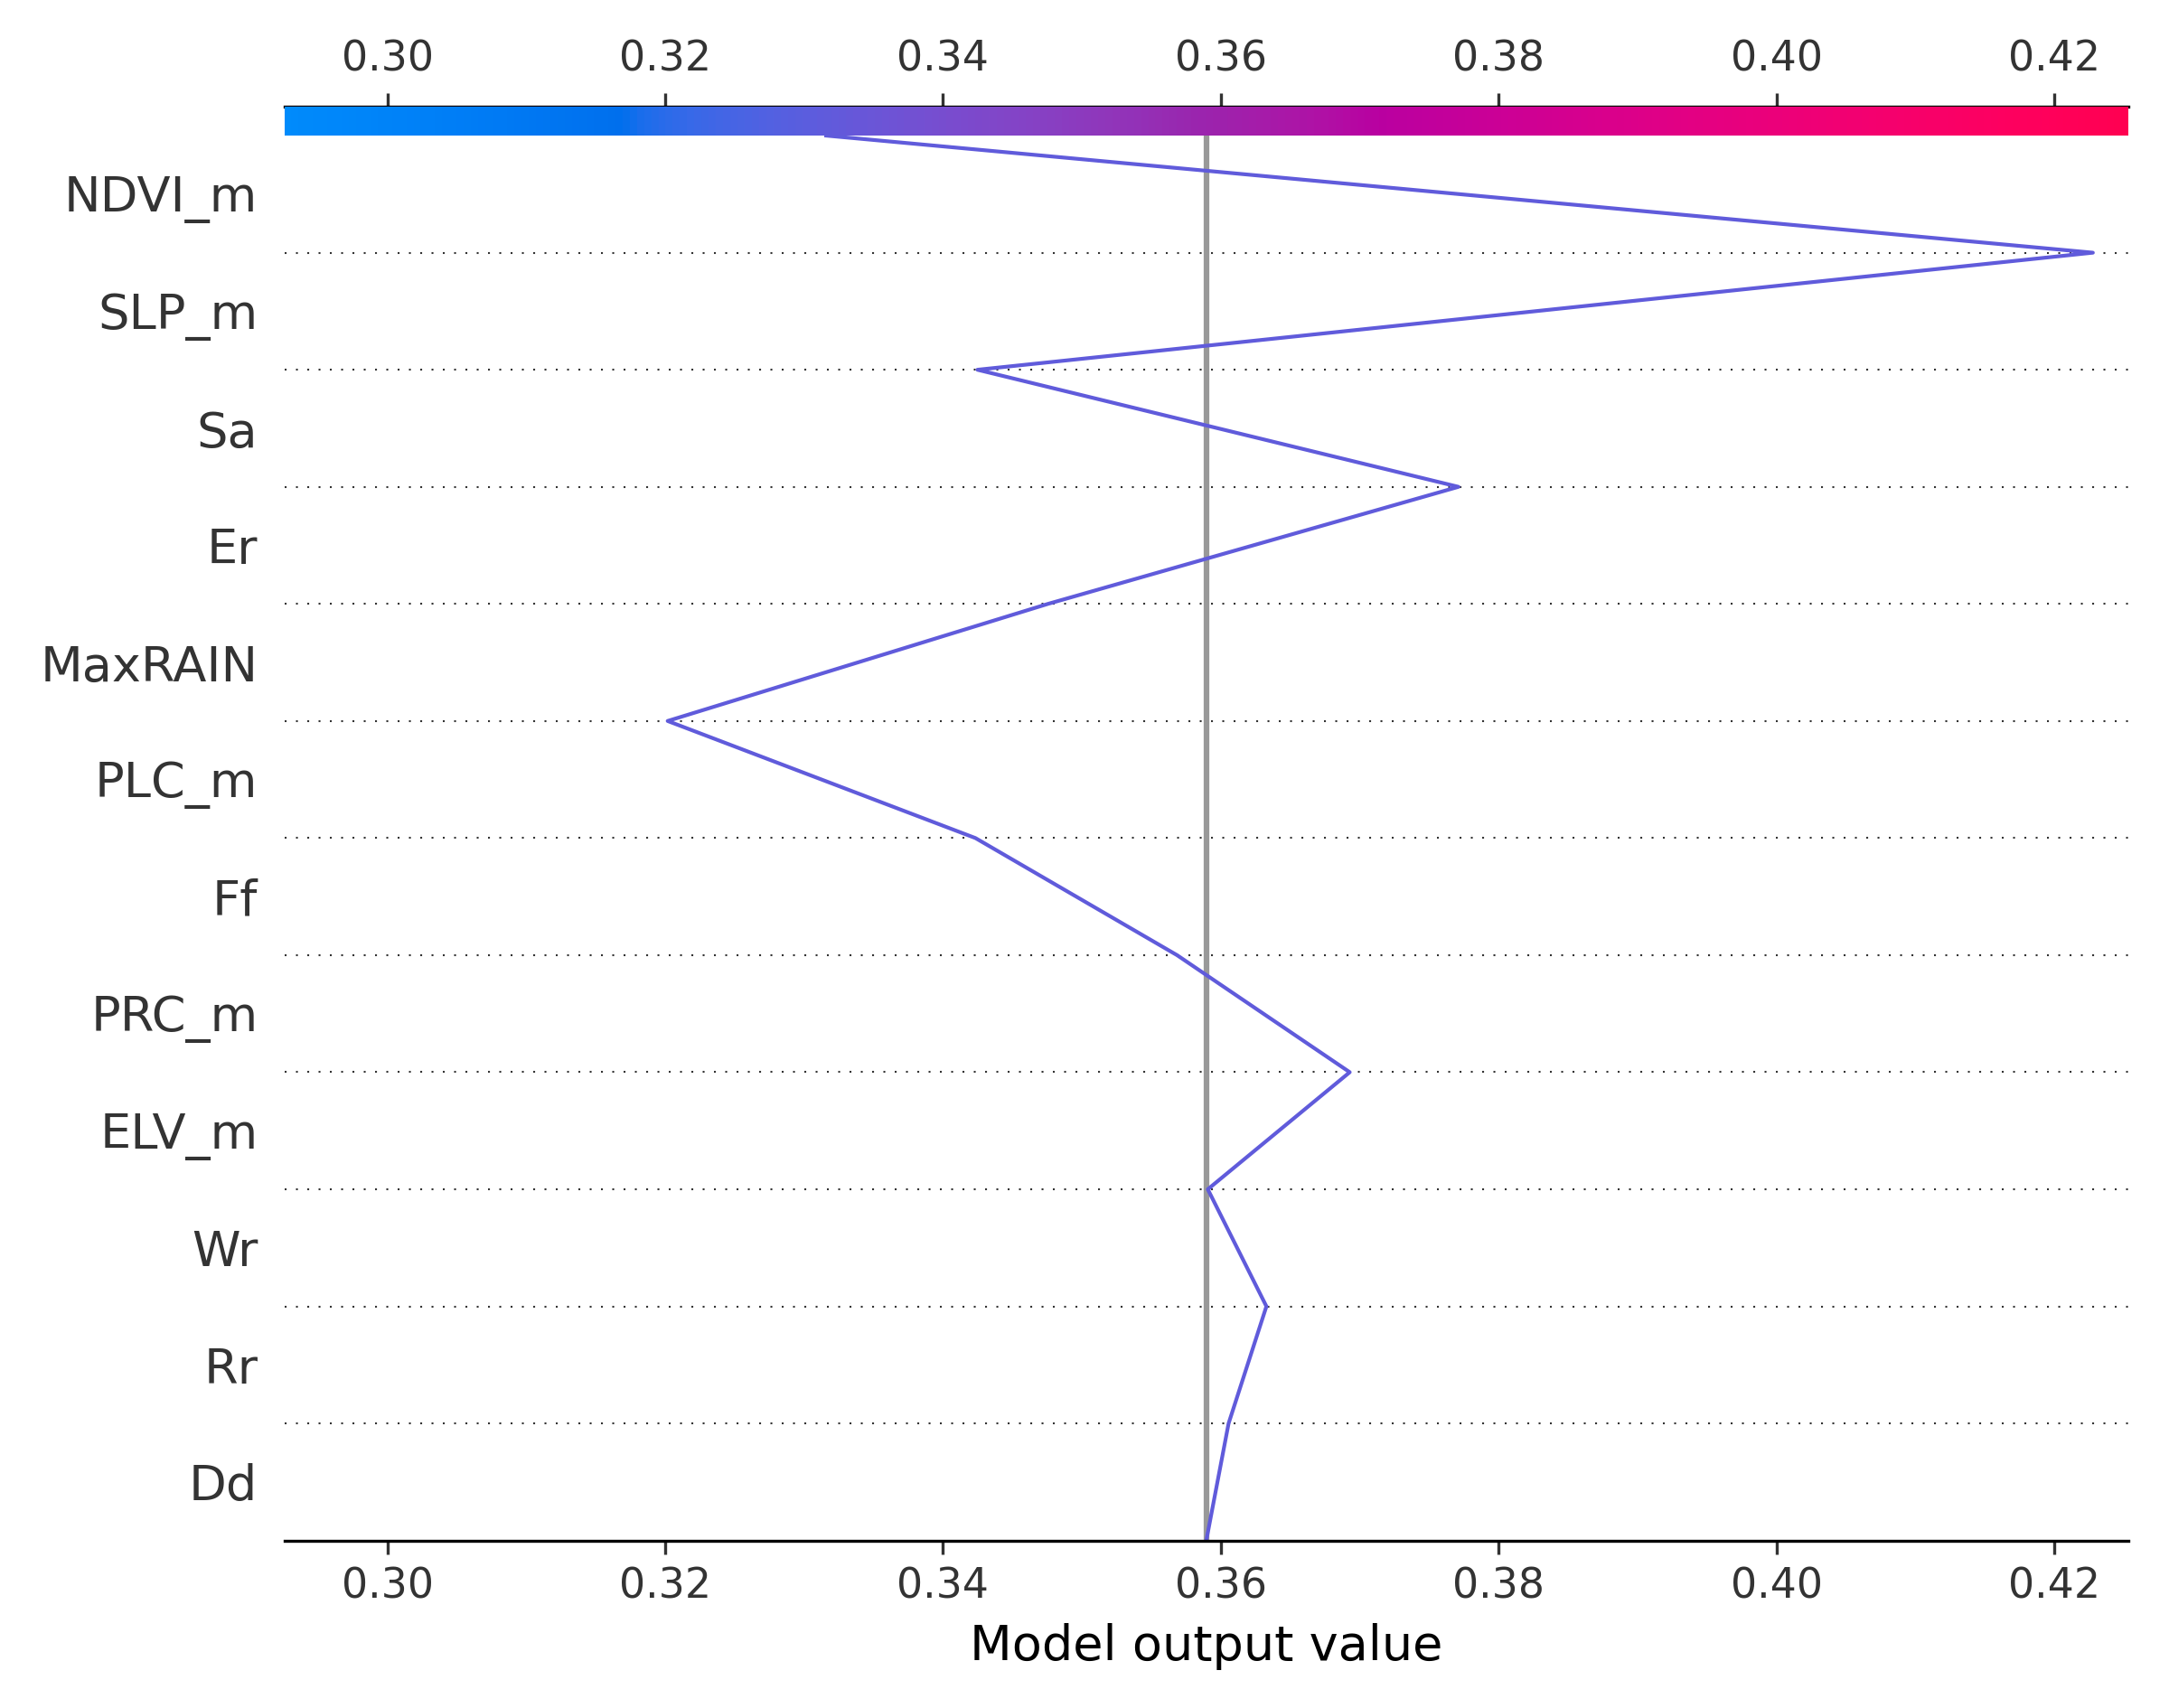 0.30 0.32 0.34 0.36 0.38 0.40 0.42
NDVI_m
SLP_m
Sa
Er
MaxRAIN
PLC_m
Ff
PRC_m
ELV_m
Wr
Rr
Dd
0.30 0.32 0.34 0.36 0.38 0.40 0.42
Model output value